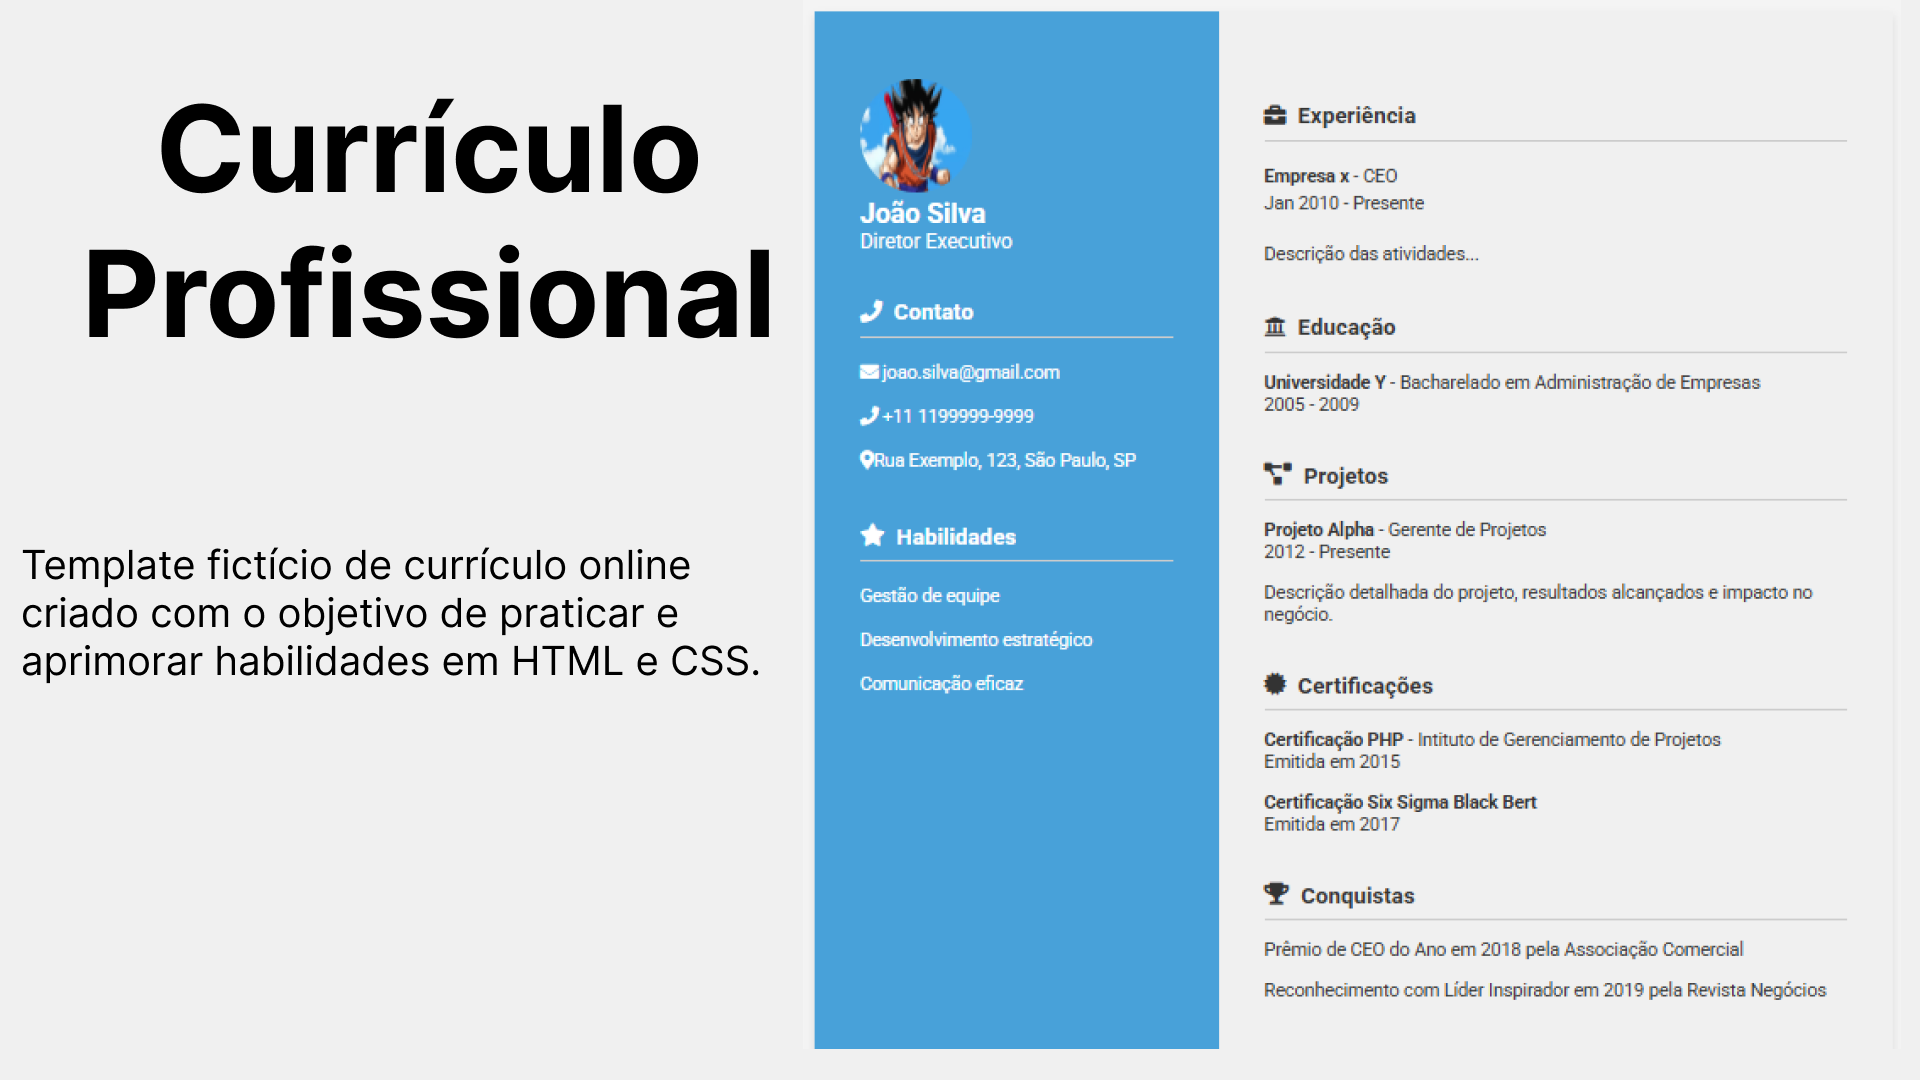 Currículo
Profissional
Template fictício de currículo online
criado com o objetivo de praticar e
aprimorar habilidades em HTML e CSS.
João Silva
Diretor Executivo
Contato
joao.silva@gmail.com
+11 1199999-9999
Rua Exemplo, 123, São Paulo, SP
Habilidades
Gestão de equipe
Desenvolvimento estratégico
Comunicação eficaz
Experiência
Empresa x - CEO
Jan 2010 - Presente
Descrição das atividades...
Educação
Universidade Y - Bacharelado em Administração de Empresas
2005 - 2009
Projetos
Projeto Alpha - Gerente de Projetos
2012 - Presente
Descrição detalhada do projeto, resultados alcançados e impacto no
negócio.
Certificações
Certificação PHP - Intituto de Gerenciamento de Projetos
Emitida em 2015
Certificação Six Sigma Black Bert
Emitida em 2017
Conquistas
Prêmio de CEO do Ano em 2018 pela Associação Comercial
Reconhecimento com Líder Inspirador em 2019 pela Revista Negócios